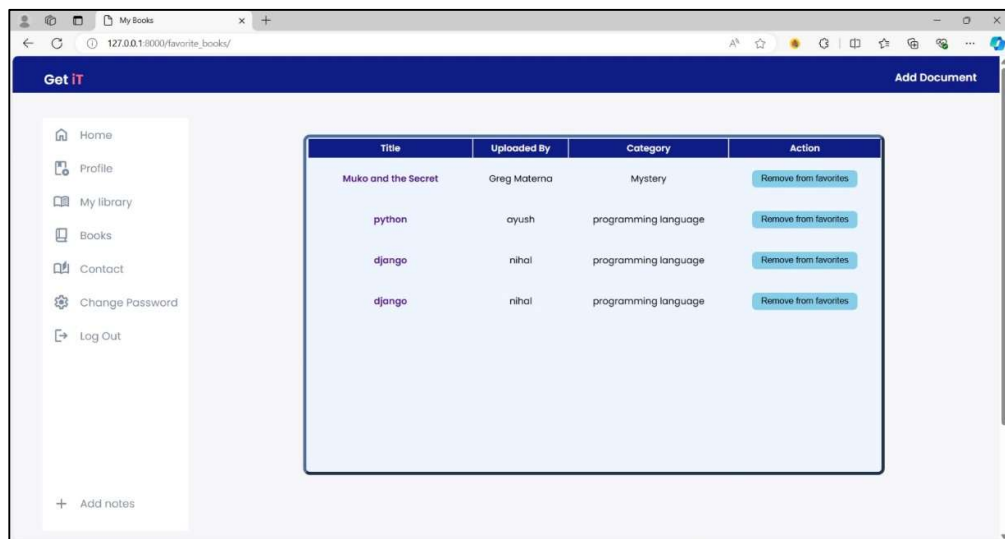 My Books
127.0.0.1:8000/favorite_books/
Get iT
Add Document
Home
Profile
My library
Books
Contact
Change Password
Log Out
Add notes
Title Uploaded By Category Action
Muko and the Secret Greg Materna Mystery Remove from favorites
python ayush programming language Remove from favorites
django nihal programming language Remove from favorites
django nihal programming language Remove from favorites